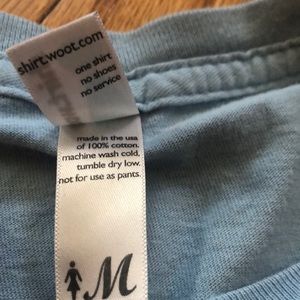 shirt.woot.com
one shirt
no shoes
no service
made in the usa
of 100% cotton.
machine wash cold,
tumble dry low.
not for use as pants.
M